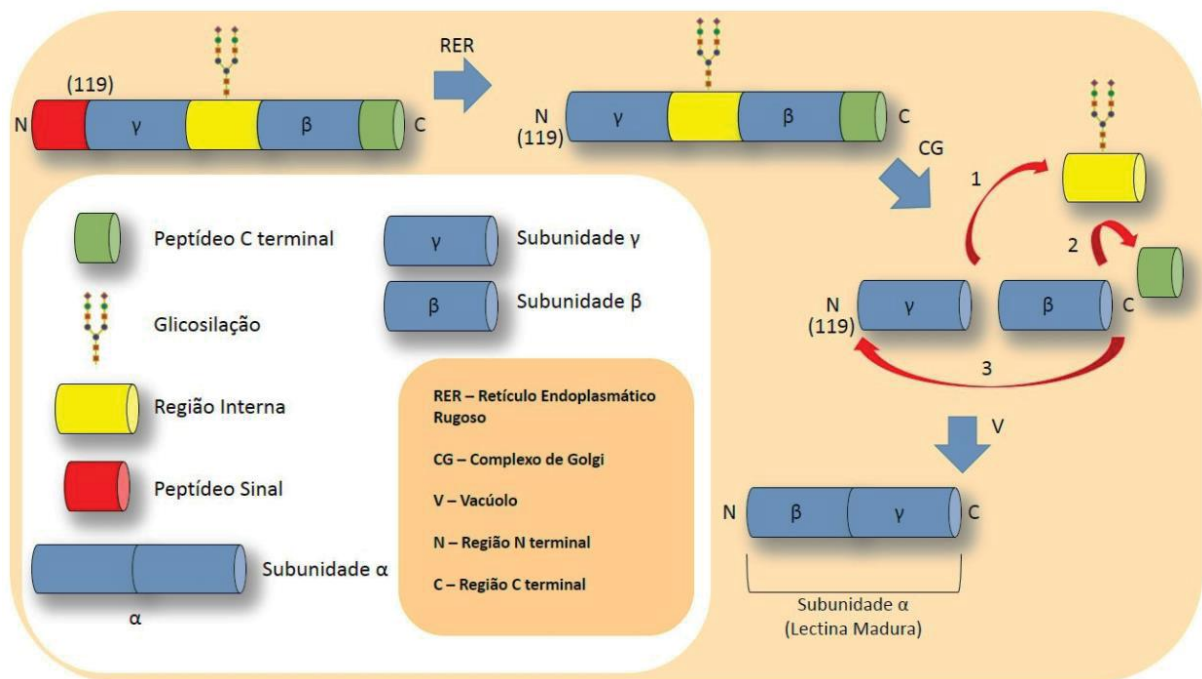 (119)
N
γ
β
C
RER
N
(119)
γ
β
C
CG
1
2
N
(119)
γ
β
C
3
V
N
β
γ
C
Subunidade α
(Lectina Madura)
Peptídeo C terminal
Glicosilação
Região Interna
Peptídeo Sinal
Subunidade α
α
γ
Subunidade γ
β
Subunidade β
RER – Retículo Endoplasmático
Rugoso
CG – Complexo de Golgi
V – Vacúolo
N – Região N terminal
C – Região C terminal